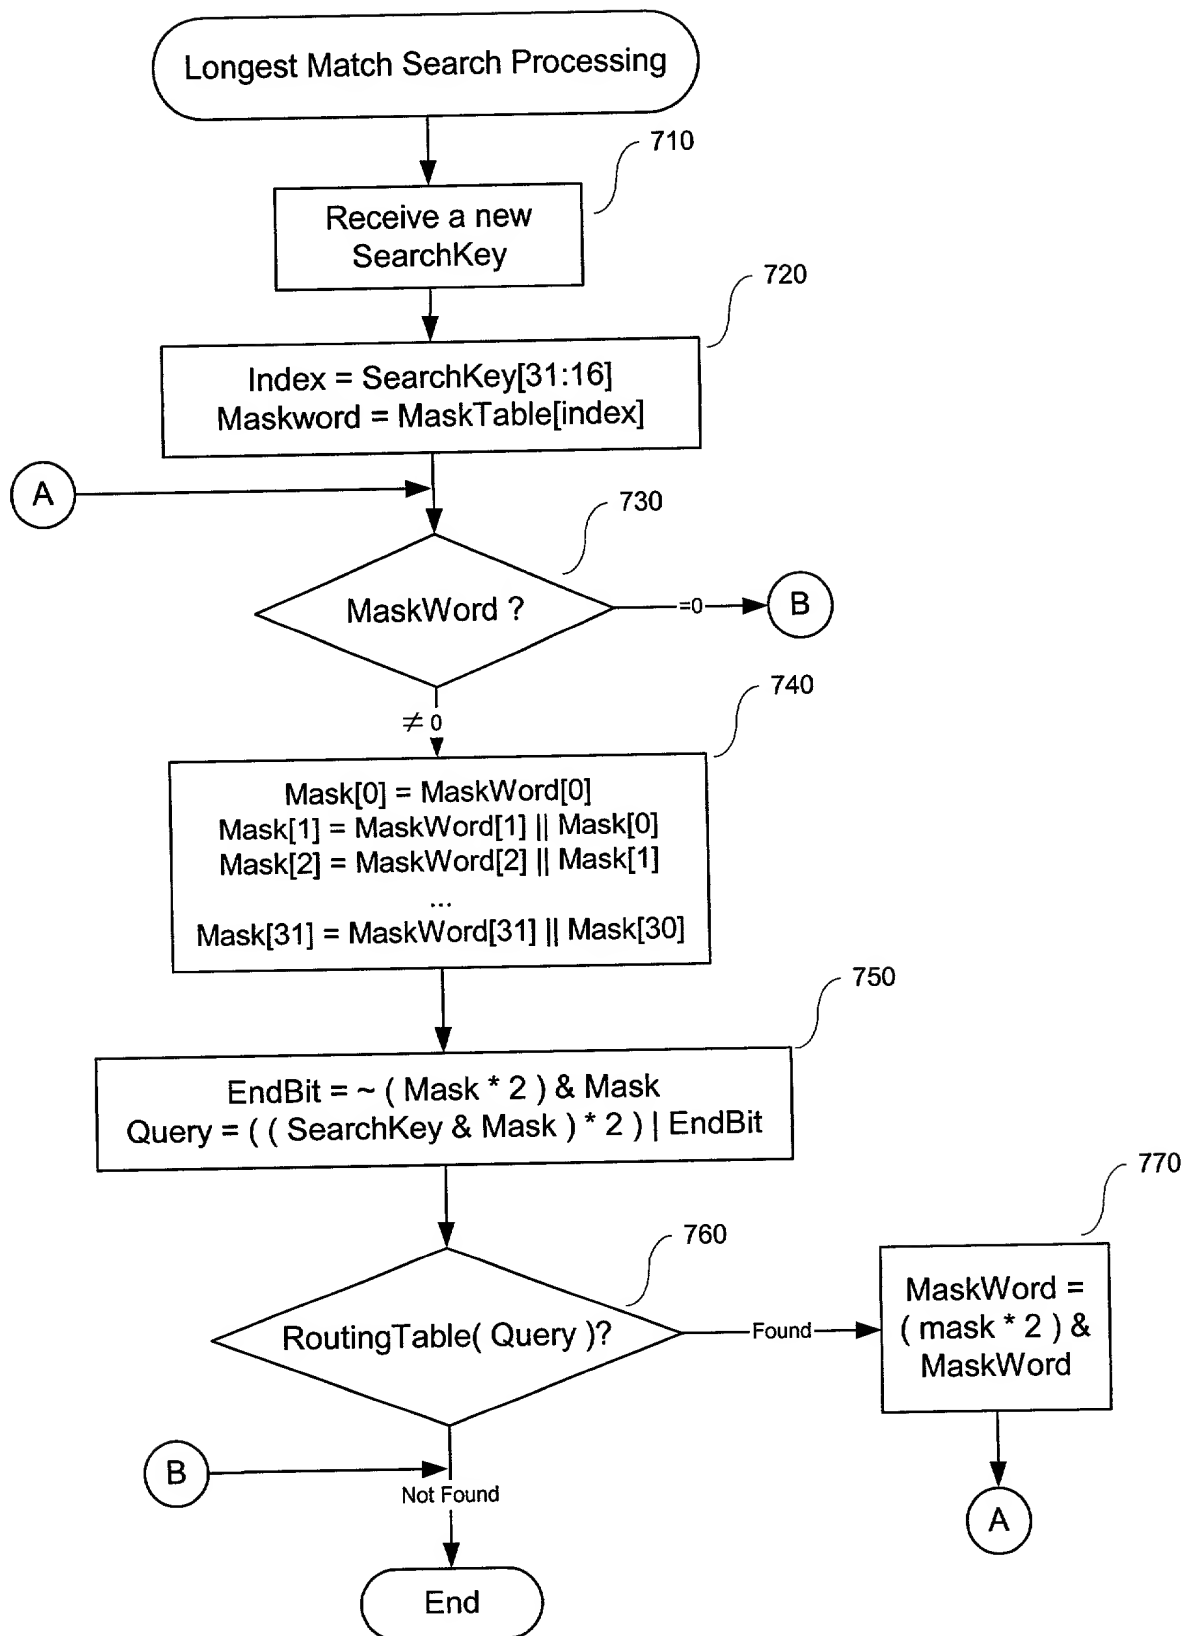 Longest Match Search Processing
710
Receive a new
SearchKey
720
Index = SearchKey[31:16]
Maskword = MaskTable[index]
A
730
MaskWord ?
=0
B
≠ 0
740
Mask[0] = MaskWord[0]
Mask[1] = MaskWord[1] || Mask[0]
Mask[2] = MaskWord[2] || Mask[1]
...
Mask[31] = MaskWord[31] || Mask[30]
750
EndBit = ~ ( Mask * 2 ) & Mask
Query = ( ( SearchKey & Mask ) * 2 ) | EndBit
760
770
RoutingTable( Query )?
Found
MaskWord =
( mask * 2 ) &
MaskWord
B
Not Found
A
End